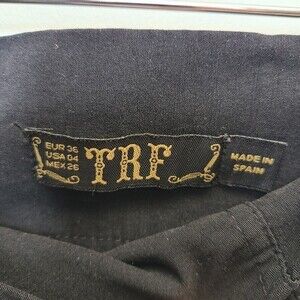 EUR 36
USA 04
MEX 26
TRF
MADE IN
SPAIN